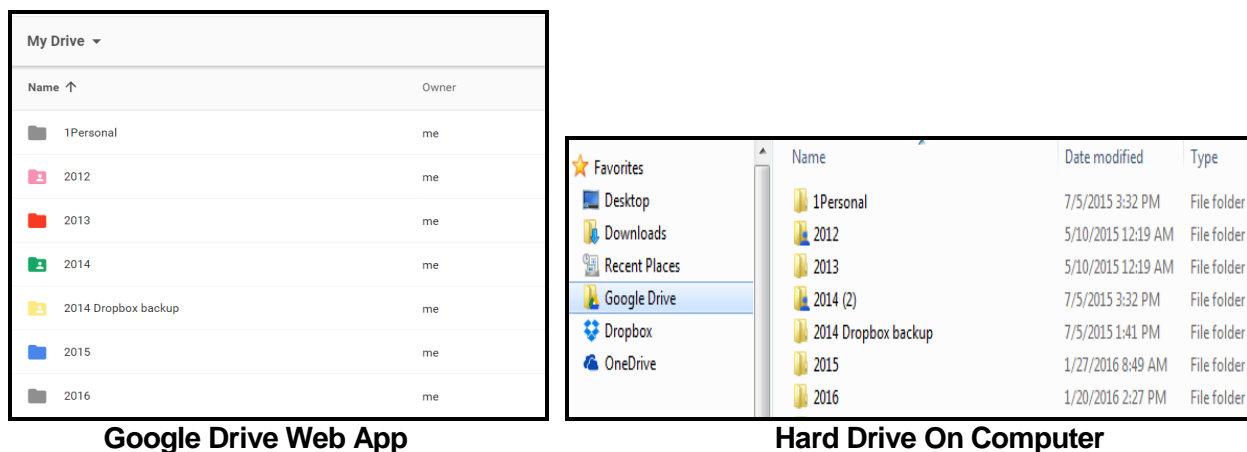 My Drive
Name ↑ Owner
1Personal me
2012 me
2013 me
2014 me
2014 Dropbox backup me
2015 me
2016 me
Google Drive Web App
Favorites
Desktop
Downloads
Recent Places
Google Drive
Dropbox
OneDrive
Name Date modified Type
1Personal 7/5/2015 3:32 PM File folder
2012 5/10/2015 12:19 AM File folder
2013 5/10/2015 12:19 AM File folder
2014 (2) 7/5/2015 3:32 PM File folder
2014 Dropbox backup 7/5/2015 1:41 PM File folder
2015 1/27/2016 8:49 AM File folder
2016 1/20/2016 2:27 PM File folder
Hard Drive On Computer